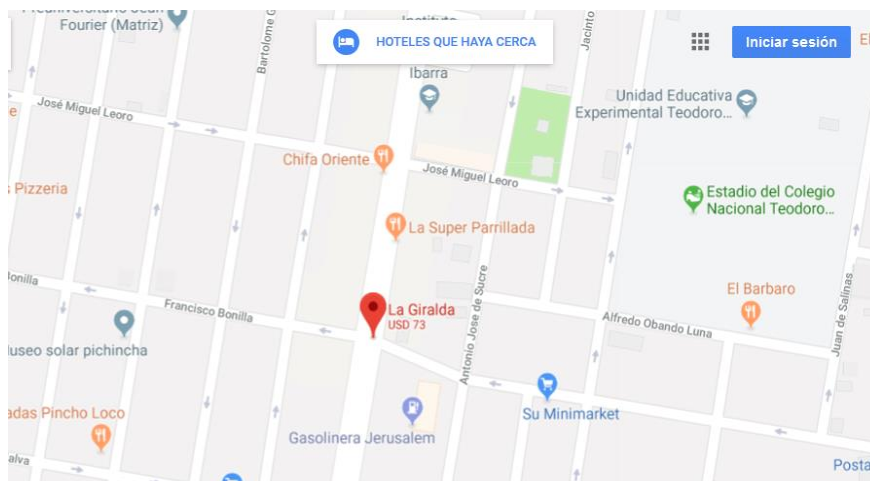 Fourier (Matriz)
HOTELES QUE HAYA CERCA
Iniciar sesión
Bartolome G
Jacinto
Ibarra
José Miguel Leoro
Unidad Educativa
Experimental Teodoro...
Chifa Oriente
José Miguel Leoro
Pizzeria
Estadio del Colegio
Nacional Teodoro...
La Super Parrillada
Antonio Jose de Sucre
onilla
Francisco Bonilla
La Giralda
USD 73
El Barbaro
Alfredo Obando Luna
Juan de Salinas
useo solar pichincha
Su Minimarket
adas Pincho Loco
Gasolinera Jerusalem
alva
Posta